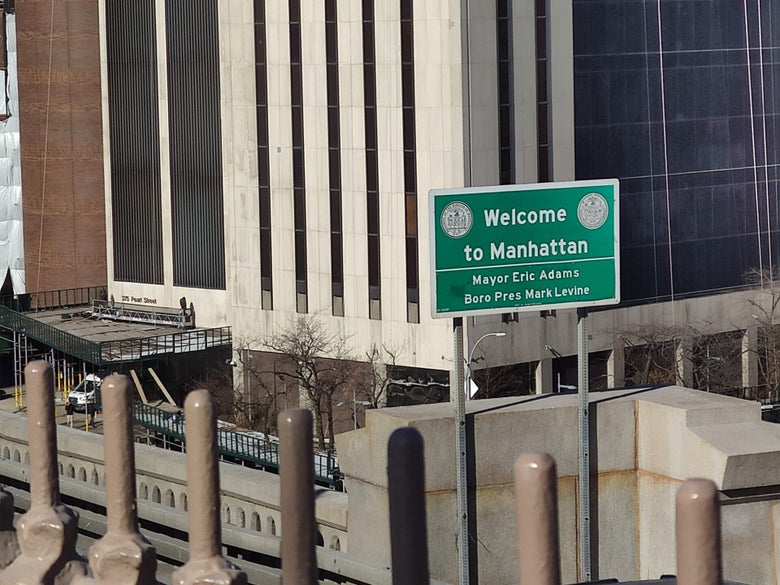 375 Pearl Street
Welcome
to Manhattan
Mayor Eric Adams
Boro Pres Mark Levine